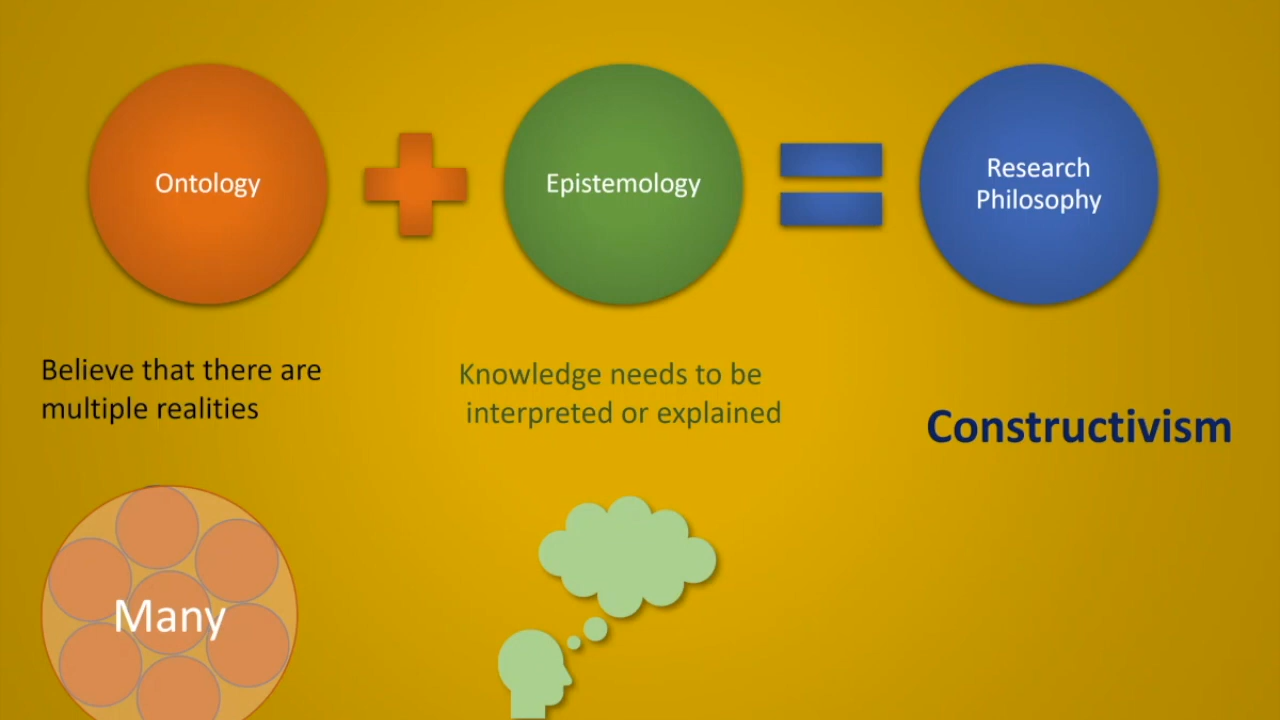 Ontology
Epistemology
Research
Philosophy
Believe that there are
multiple realities
Knowledge needs to be
interpreted or explained
Constructivism
Many